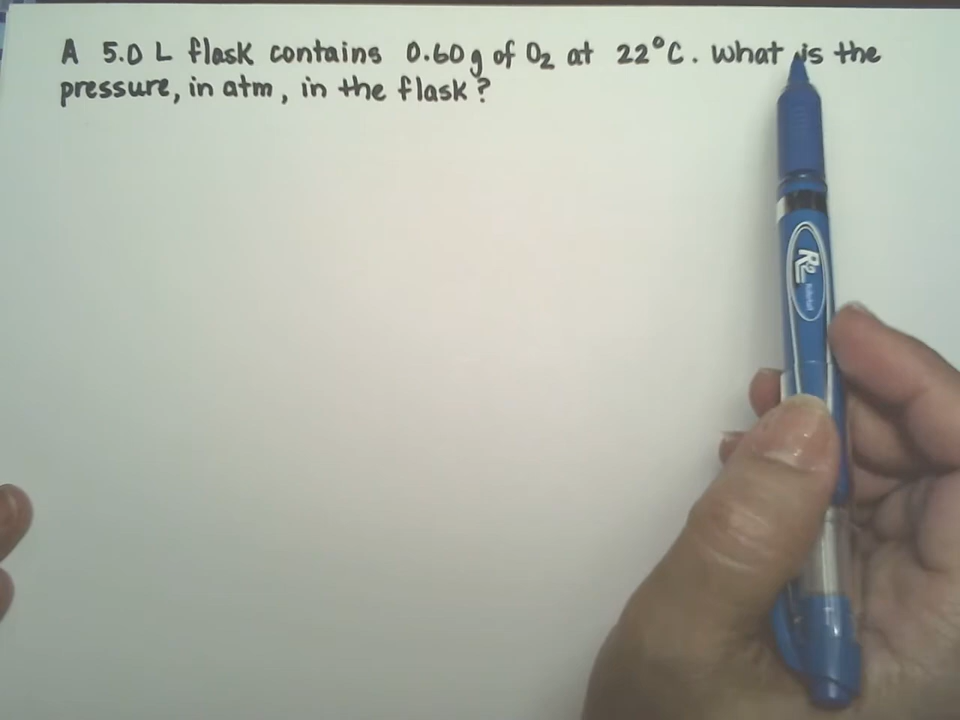 A 5.0 L flask contains 0.60 g of O₂ at 22°C. What is the
pressure, in atm, in the flask?
R2